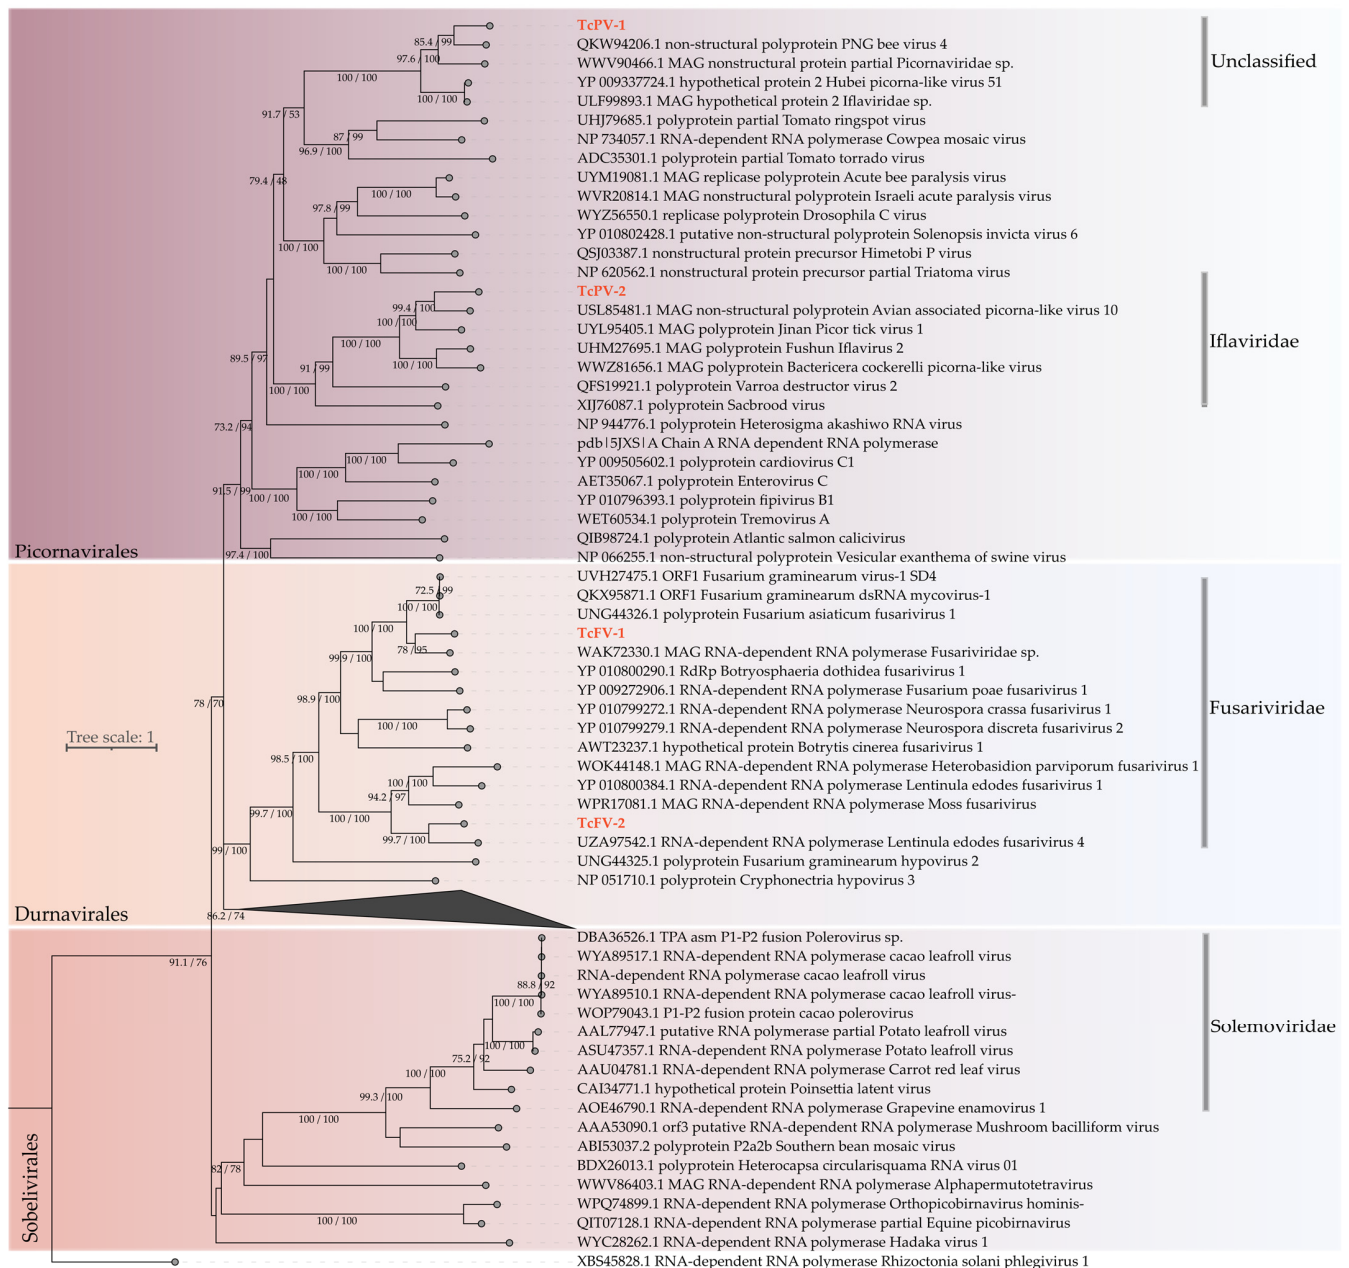 TcPV-1
85.4 / 99
QKW94206.1 non-structural polyprotein PNG bee virus 4
97.6 / 100
WWV90466.1 MAG nonstructural protein partial Picornaviridae sp.
Unclassified
100 / 100
YP 009337724.1 hypothetical protein 2 Hubei picorna-like virus 51
100 / 100
ULF99893.1 MAG hypothetical protein 2 Iflaviridae sp.
91.7 / 53
UHJ79685.1 polyprotein partial Tomato ringspot virus
87 / 99
NP 734057.1 RNA-dependent RNA polymerase Cowpea mosaic virus
96.9 / 100
ADC35301.1 polyprotein partial Tomato torrado virus
79.4 / 48
UYM19081.1 MAG replicase polyprotein Acute bee paralysis virus
100 / 100
WVR20814.1 MAG nonstructural polyprotein Israeli acute paralysis virus
97.8 / 99
WYZ56550.1 replicase polyprotein Drosophila C virus
YP 010802428.1 putative non-structural polyprotein Solenopsis invicta virus 6
100 / 100
QSJ03387.1 nonstructural protein precursor Himetobi P virus
100 / 100
NP 620562.1 nonstructural protein precursor partial Triatoma virus
TcPV-2
99.4 / 100
USL85481.1 MAG non-structural polyprotein Avian associated picorna-like virus 10
100 / 100
UYL95405.1 MAG polyprotein Jinan Picor tick virus 1
Iflaviridae
100 / 100
UHM27695.1 MAG polyprotein Fushun Iflavirus 2
89.5 / 97
100 / 100
91 / 99
WWZ81656.1 MAG polyprotein Bactericera cockerelli picorna-like virus
100 / 100
QFS19921.1 polyprotein Varroa destructor virus 2
XIJ76087.1 polyprotein Sacbrood virus
73.2 / 94
NP 944776.1 polyprotein Heterosigma akashiwo RNA virus
pdb|5JXS|A Chain A RNA dependent RNA polymerase
100 / 100
YP 009505602.1 polyprotein cardiovirus C1
100 / 100
AET35067.1 polyprotein Enterovirus C
91.5 / 99
100 / 100
YP 010796393.1 polyprotein fipivirus B1
100 / 100
WET60534.1 polyprotein Tremovirus A
QIB98724.1 polyprotein Atlantic salmon calicivirus
Picornavirales
97.4 / 100
NP 066255.1 non-structural polyprotein Vesicular exanthema of swine virus
UVH27475.1 ORF1 Fusarium graminearum virus-1 SD4
72.5 / 99
QKX95871.1 ORF1 Fusarium graminearum dsRNA mycovirus-1
100 / 100
UNG44326.1 polyprotein Fusarium asiaticum fusarivirus 1
100 / 100
TcFV-1
78 / 95
WAK72330.1 MAG RNA-dependent RNA polymerase Fusariviridae sp.
99.9 / 100
YP 010800290.1 RdRp Botryosphaeria dothidea fusarivirus 1
YP 009272906.1 RNA-dependent RNA polymerase Fusarium poae fusarivirus 1
98.9 / 100
78 / 70
YP 010799272.1 RNA-dependent RNA polymerase Neurospora crassa fusarivirus 1
Fusariviridae
100 / 100
YP 010799279.1 RNA-dependent RNA polymerase Neurospora discreta fusarivirus 2
Tree scale: 1
AWT23237.1 hypothetical protein Botrytis cinerea fusarivirus 1
98.5 / 100
WOK44148.1 MAG RNA-dependent RNA polymerase Heterobasidion parviporum fusarivirus 1
100 / 100
YP 010800384.1 RNA-dependent RNA polymerase Lentinula edodes fusarivirus 1
94.2 / 97
WPR17081.1 MAG RNA-dependent RNA polymerase Moss fusarivirus
99.7 / 100
100 / 100
TcFV-2
99.7 / 100
UZA97542.1 RNA-dependent RNA polymerase Lentinula edodes fusarivirus 4
99 / 100
UNG44325.1 polyprotein Fusarium graminearum hypovirus 2
NP 051710.1 polyprotein Cryphonectria hypovirus 3
Durnavirales
86.2 / 74
DBA36526.1 TPA asm P1-P2 fusion Polerovirus sp.
WYA89517.1 RNA-dependent RNA polymerase cacao leafroll virus
91.1 / 76
RNA-dependent RNA polymerase cacao leafroll virus
88.8 / 92
WYA89510.1 RNA-dependent RNA polymerase cacao leafroll virus-
100 / 100
WOP79043.1 P1-P2 fusion protein cacao polerovirus
Solemoviridae
AAL77947.1 putative RNA polymerase partial Potato leafroll virus
100 / 100
ASU47357.1 RNA-dependent RNA polymerase Potato leafroll virus
75.2 / 92
AAU04781.1 RNA-dependent RNA polymerase Carrot red leaf virus
100 / 100
CAI34771.1 hypothetical protein Poinsettia latent virus
99.3 / 100
AOE46790.1 RNA-dependent RNA polymerase Grapevine enamovirus 1
100 / 100
AAA53090.1 orf3 putative RNA-dependent RNA polymerase Mushroom bacilliform virus
ABI53037.2 polyprotein P2a2b Southern bean mosaic virus
82 / 78
BDX26013.1 polyprotein Heterocapsa circularisquama RNA virus 01
WWV86403.1 MAG RNA-dependent RNA polymerase Alphapermutotetravirus
Sobelivirales
WPQ74899.1 RNA-dependent RNA polymerase Orthopicobirnavirus hominis-
100 / 100
QIT07128.1 RNA-dependent RNA polymerase partial Equine picobirnavirus
WYC28262.1 RNA-dependent RNA polymerase Hadaka virus 1
XBS45828.1 RNA-dependent RNA polymerase Rhizoctonia solani phlegivirus 1